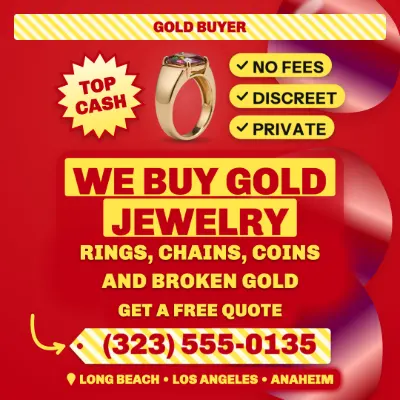 GOLD BUYER
TOP
CASH
✓ NO FEES
✓ DISCREET
✓ PRIVATE
WE BUY GOLD
JEWELRY
RINGS, CHAINS, COINS
AND BROKEN GOLD
GET A FREE QUOTE
(323) 555-0135
LONG BEACH • LOS ANGELES • ANAHEIM